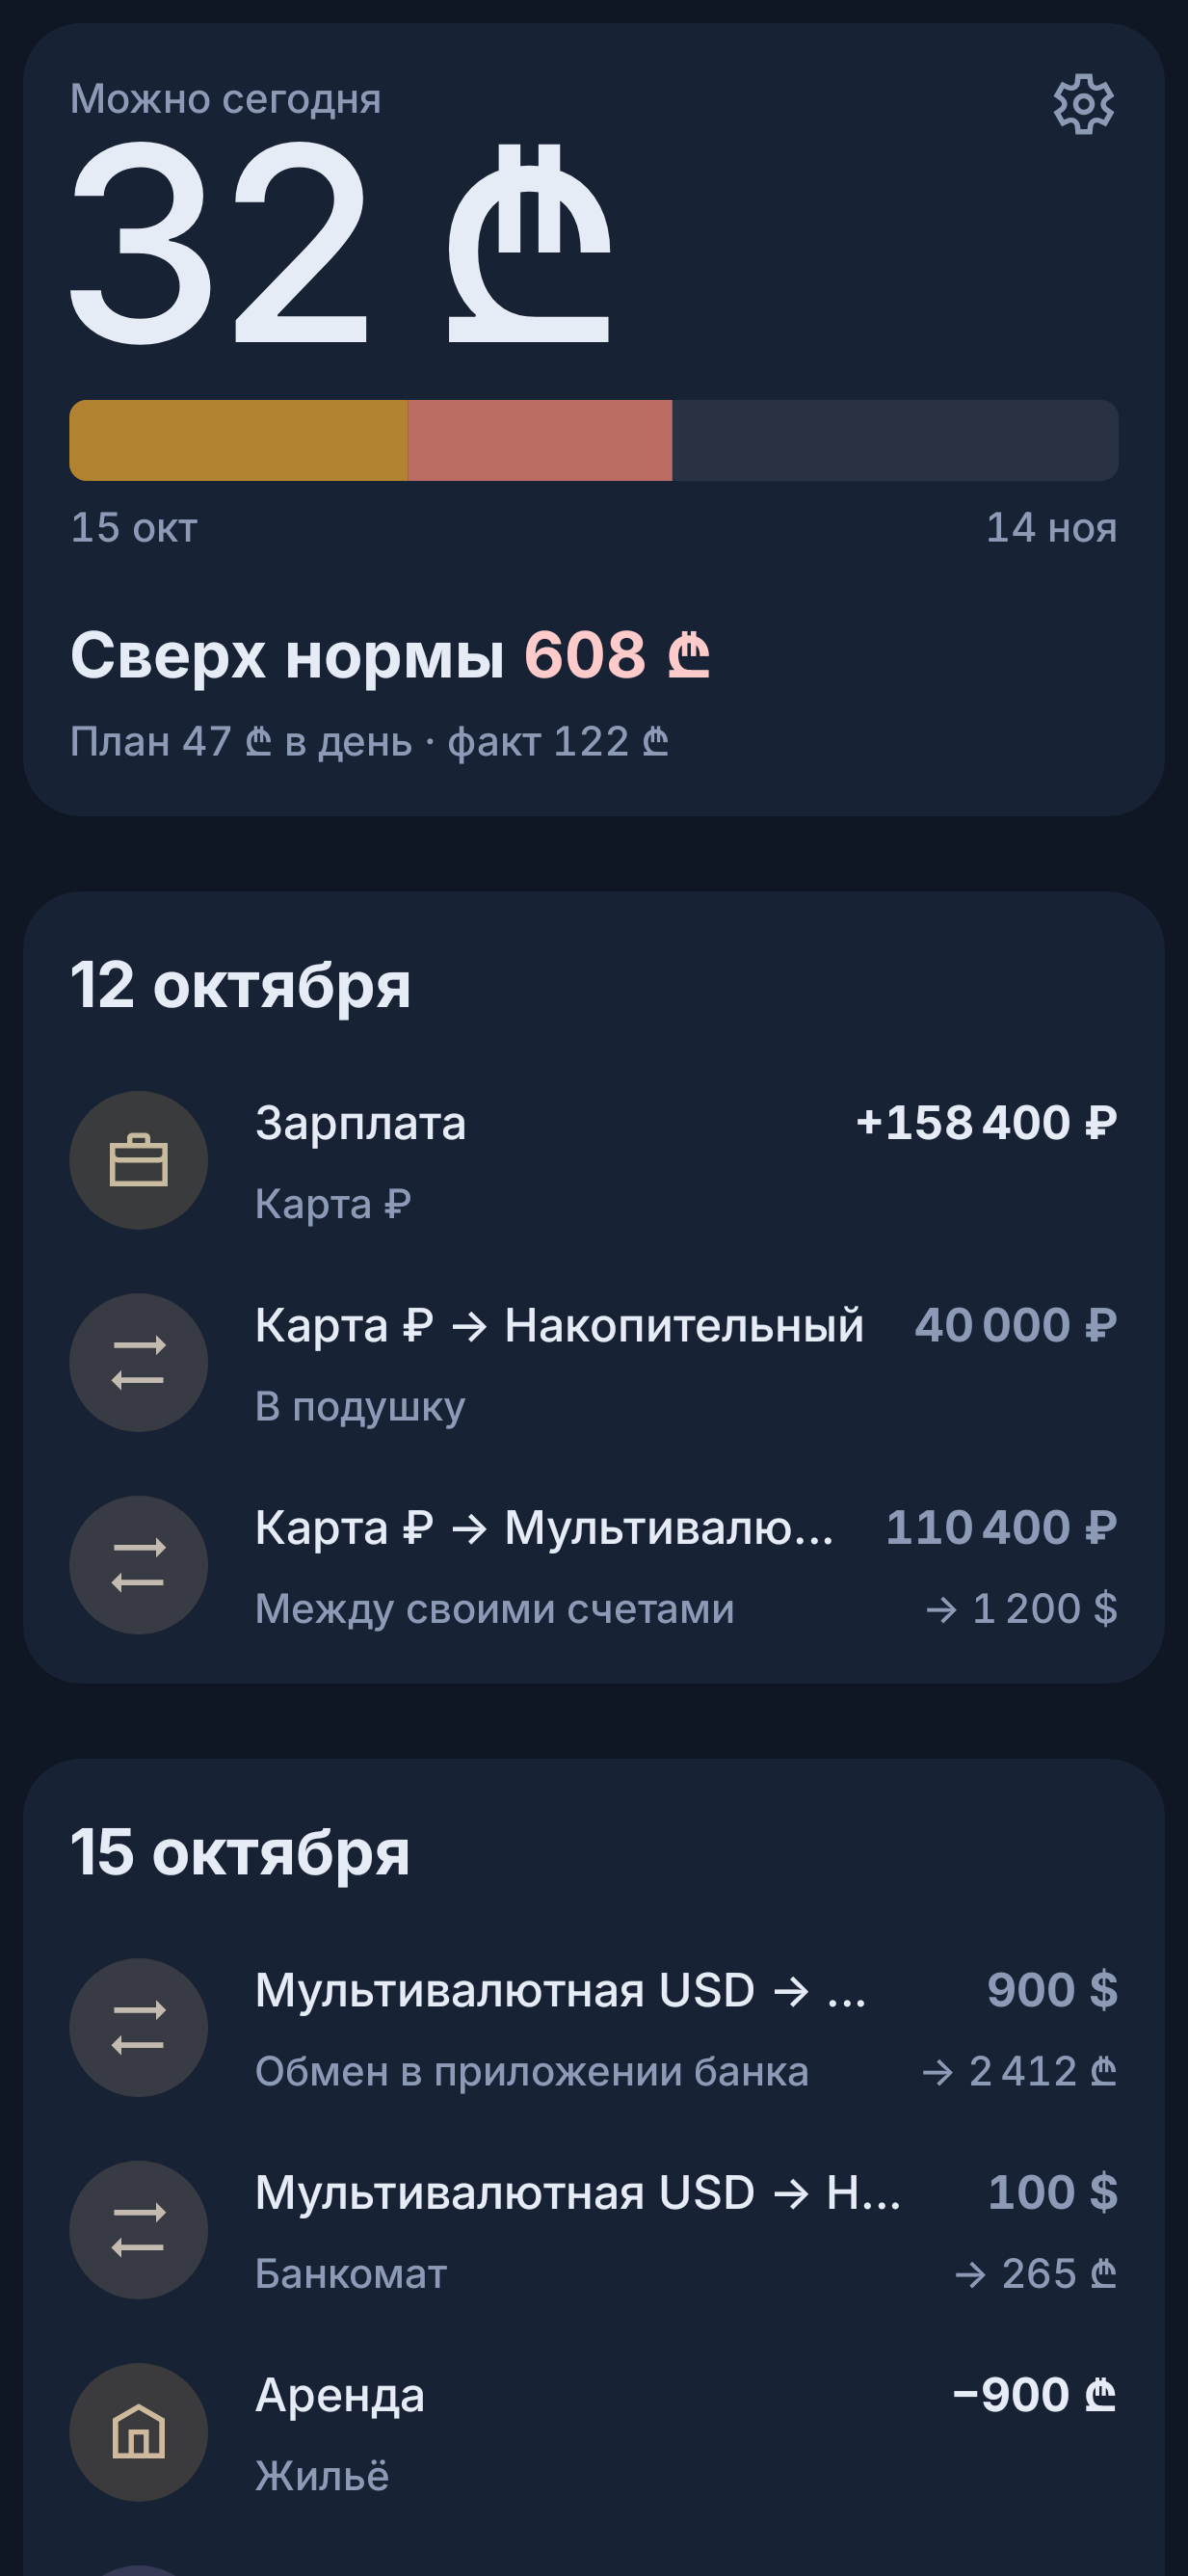 Можно сегодня
32 ₾
15 окт 14 ноя
Сверх нормы 608 ₾
План 47 ₾ в день · факт 122 ₾
12 октября
Зарплата +158 400 ₽
Карта ₽
Карта ₽ → Накопительный 40 000 ₽
В подушку
Карта ₽ → Мультивалю... 110 400 ₽
Между своими счетами → 1 200 $
15 октября
Мультивалютная USD → ... 900 $
Обмен в приложении банка → 2 412 ₾
Мультивалютная USD → Н... 100 $
Банкомат → 265 ₾
Аренда −900 ₾
Жильё